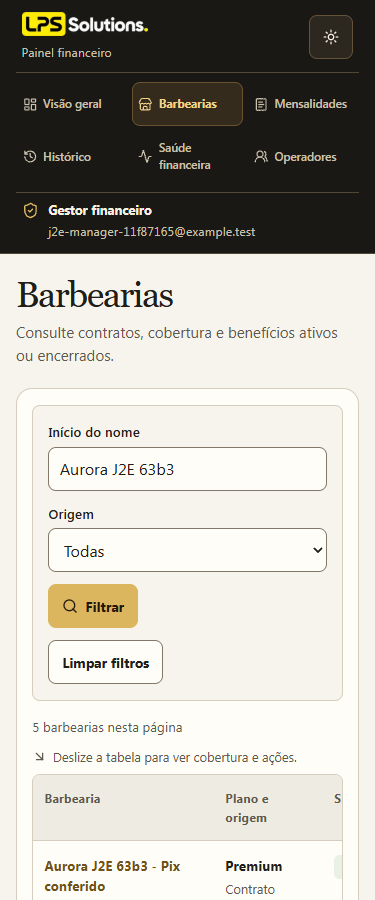 LPS Solutions.
Painel financeiro
Visão geral
Barbearias
Mensalidades
Histórico
Saúde
financeira
Operadores
Gestor financeiro
j2e-manager-11f87165@example.test
Barbearias
Consulte contratos, cobertura e benefícios ativos
ou encerrados.
Início do nome
Aurora J2E 63b3
Origem
Todas
Filtrar
Limpar filtros
5 barbearias nesta página
Deslize a tabela para ver cobertura e ações.
Barbearia
Plano e
origem
S
Aurora J2E 63b3 - Pix
conferido
Premium
Contrato